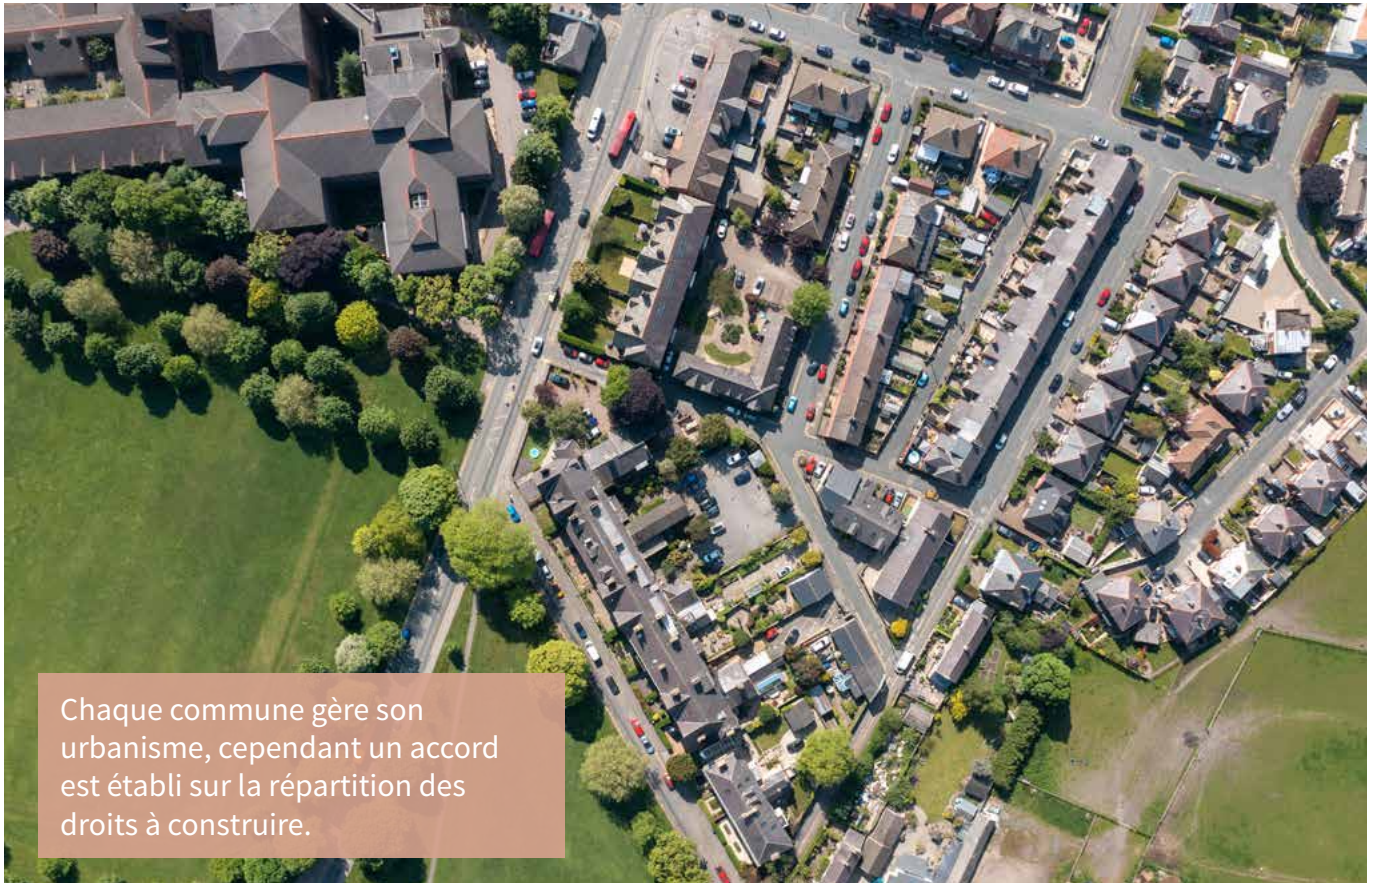 Chaque commune gère son
urbanisme, cependant un accord
est établi sur la répartition des
droits à construire.